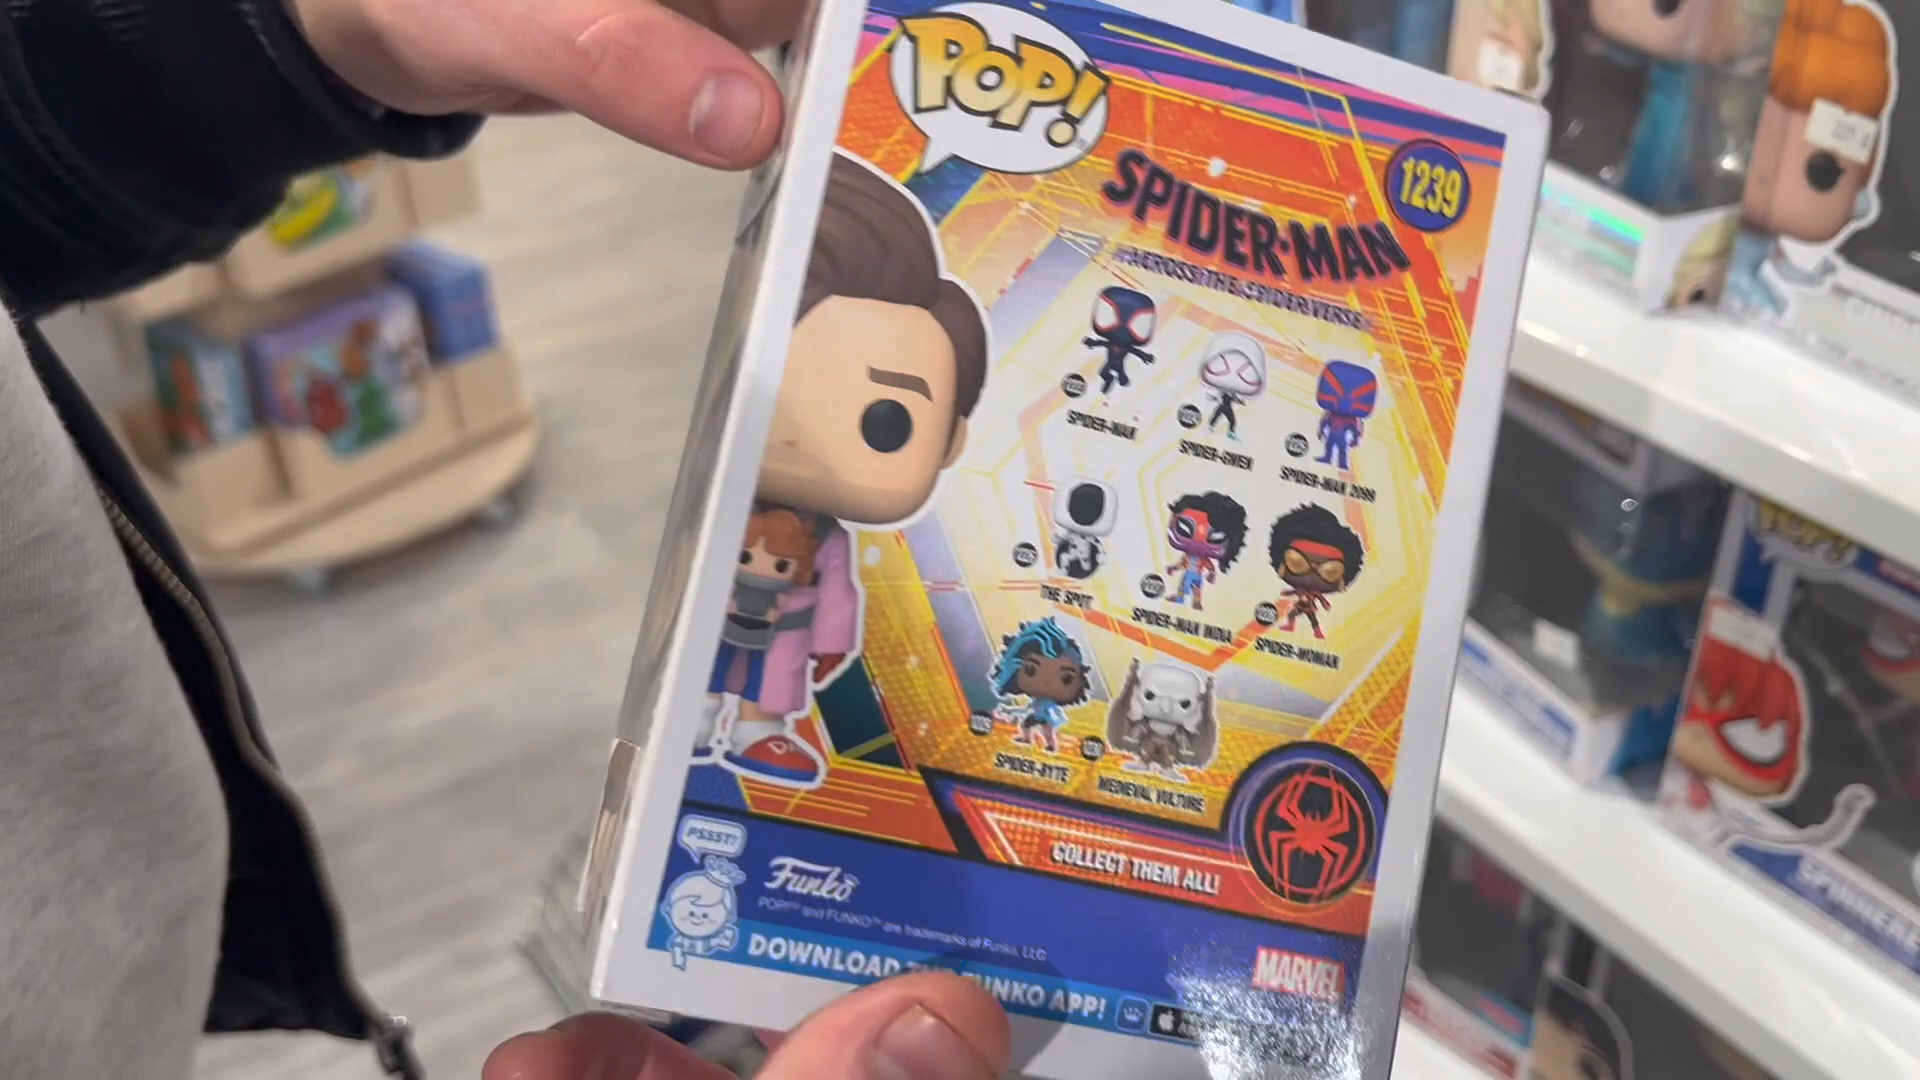 POP!
1239
SPIDER-MAN
ACROSS THE SPIDER-VERSE
SPIDER-MAN
SPIDER-GWEN
SPIDER-MAN 2099
THE SPOT
SPIDER-MAN INDIA
SPIDER-WOMAN
SPIDER-BYTE
MEDIEVAL VULTURE
COLLECT THEM ALL!
PSSST!
Funko
POP!™ and FUNKO™ are trademarks of Funko, LLC
DOWNLOAD THE FUNKO APP!
MARVEL
POP!